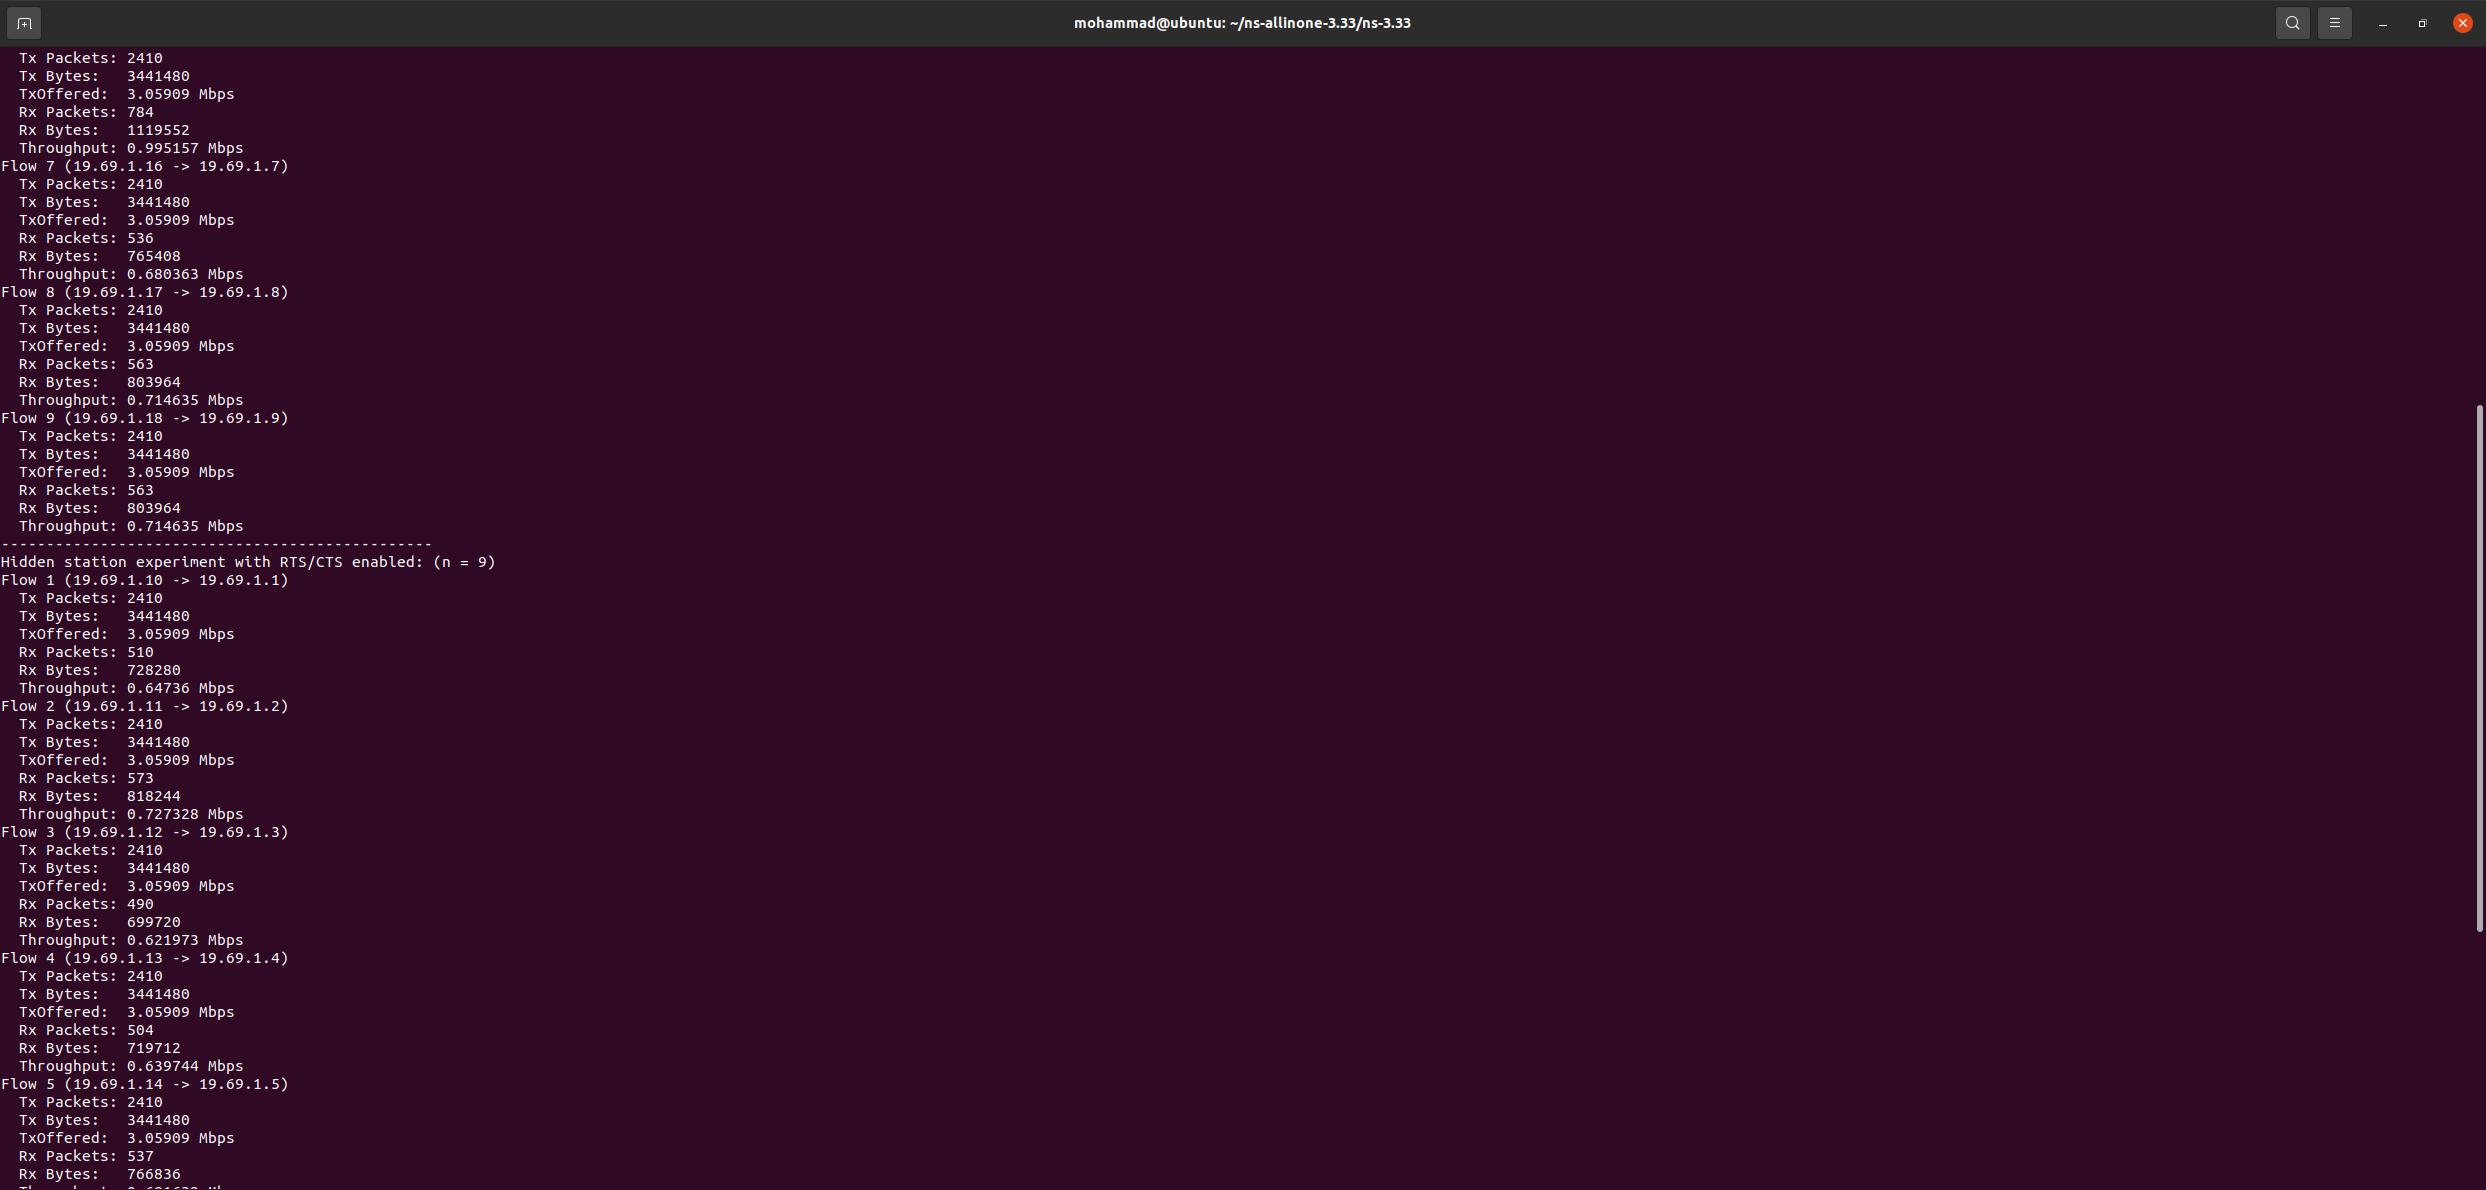 mohammad@ubuntu: ~/ns-allinone-3.33/ns-3.33
Tx Packets: 2410
Tx Bytes:   3441480
TxOffered:  3.05909 Mbps
Rx Packets: 784
Rx Bytes:   1119552
Throughput: 0.995157 Mbps
Flow 7 (19.69.1.16 -> 19.69.1.7)
Tx Packets: 2410
Tx Bytes:   3441480
TxOffered:  3.05909 Mbps
Rx Packets: 536
Rx Bytes:   765408
Throughput: 0.680363 Mbps
Flow 8 (19.69.1.17 -> 19.69.1.8)
Tx Packets: 2410
Tx Bytes:   3441480
TxOffered:  3.05909 Mbps
Rx Packets: 563
Rx Bytes:   803964
Throughput: 0.714635 Mbps
Flow 9 (19.69.1.18 -> 19.69.1.9)
Tx Packets: 2410
Tx Bytes:   3441480
TxOffered:  3.05909 Mbps
Rx Packets: 563
Rx Bytes:   803964
Throughput: 0.714635 Mbps
------------------------------------------------
Hidden station experiment with RTS/CTS enabled: (n = 9)
Flow 1 (19.69.1.10 -> 19.69.1.1)
Tx Packets: 2410
Tx Bytes:   3441480
TxOffered:  3.05909 Mbps
Rx Packets: 510
Rx Bytes:   728280
Throughput: 0.64736 Mbps
Flow 2 (19.69.1.11 -> 19.69.1.2)
Tx Packets: 2410
Tx Bytes:   3441480
TxOffered:  3.05909 Mbps
Rx Packets: 573
Rx Bytes:   818244
Throughput: 0.727328 Mbps
Flow 3 (19.69.1.12 -> 19.69.1.3)
Tx Packets: 2410
Tx Bytes:   3441480
TxOffered:  3.05909 Mbps
Rx Packets: 490
Rx Bytes:   699720
Throughput: 0.621973 Mbps
Flow 4 (19.69.1.13 -> 19.69.1.4)
Tx Packets: 2410
Tx Bytes:   3441480
TxOffered:  3.05909 Mbps
Rx Packets: 504
Rx Bytes:   719712
Throughput: 0.639744 Mbps
Flow 5 (19.69.1.14 -> 19.69.1.5)
Tx Packets: 2410
Tx Bytes:   3441480
TxOffered:  3.05909 Mbps
Rx Packets: 537
Rx Bytes:   766836